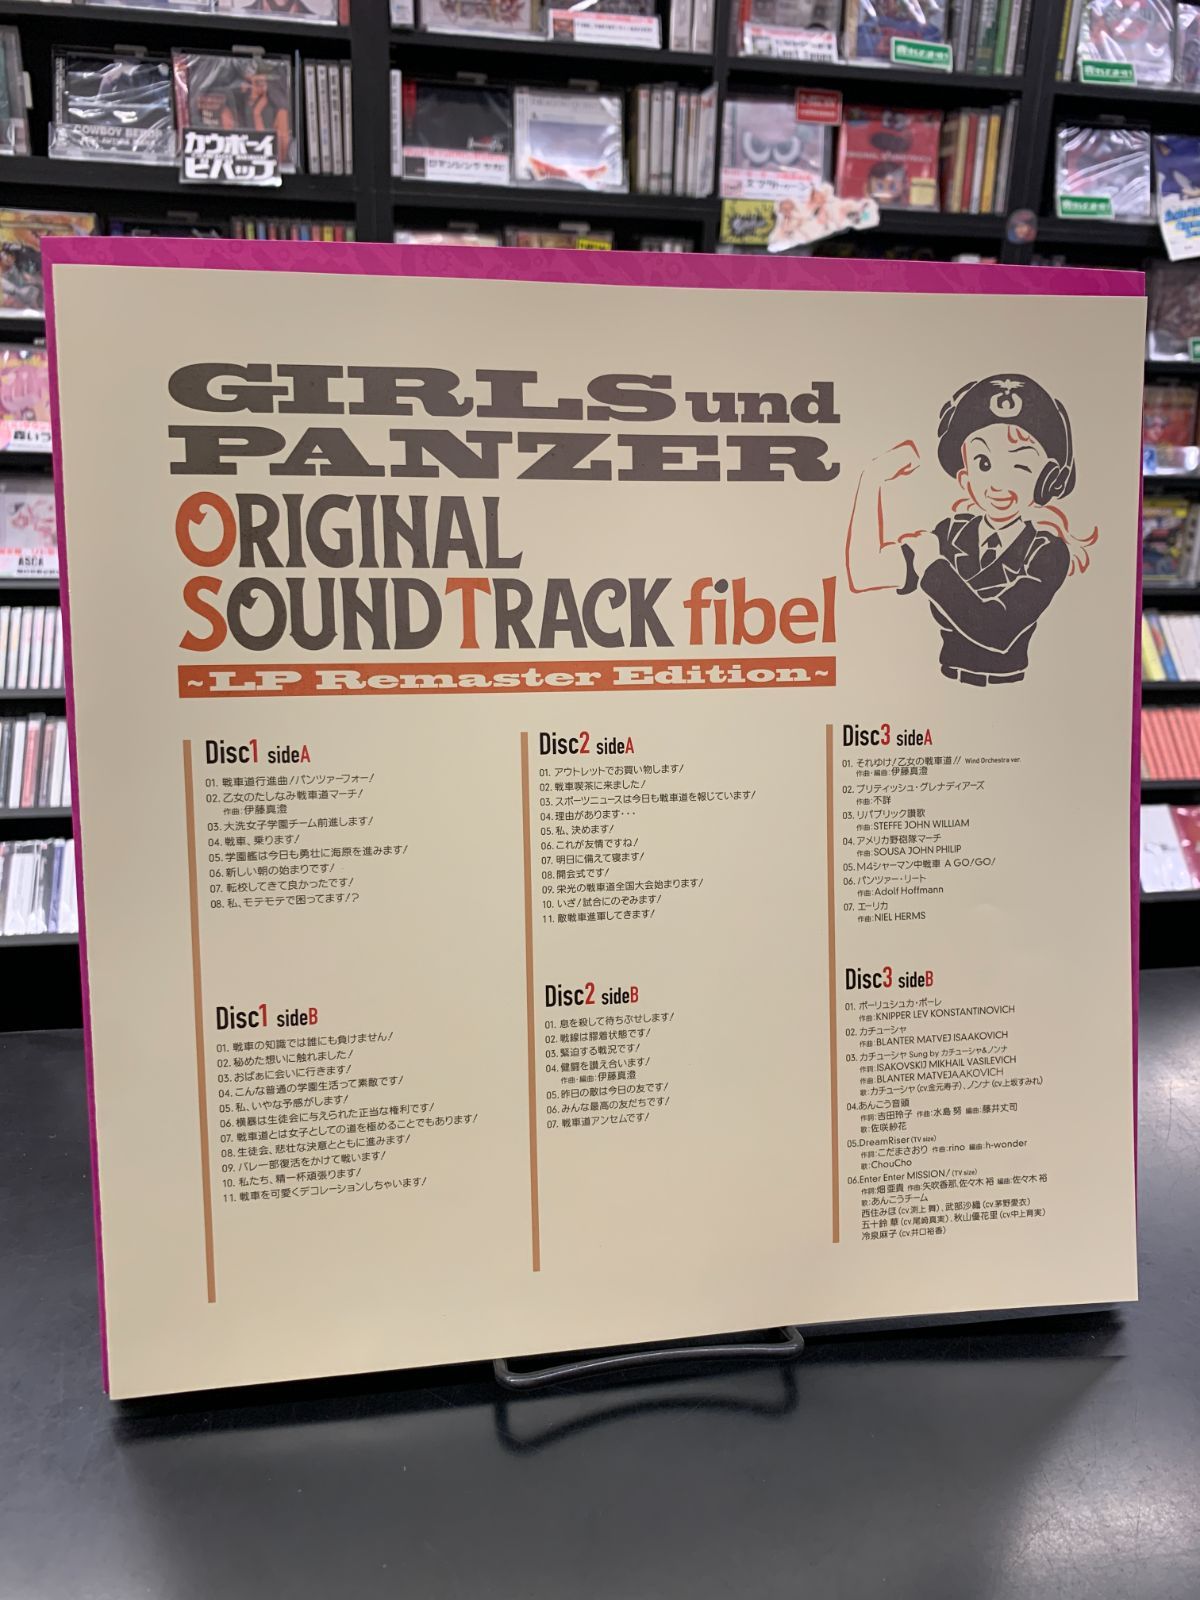 COWBOY BEBOP
カウボーイ
ビバップ
GIRLS und
PANZER
ORIGINAL
SOUNDTRACK fibel
~LP Remaster Edition~
Disc1 sideA
01. 戦車道行進曲!パンツァーフォー!
02. 乙女のたしなみ戦車道マーチ!
作曲:伊藤真澄
03. 大洗女子学園チーム前進します!
04. 戦車、乗ります!
05. 学園艦は今日も勇壮に海原を進みます!
06. 新しい朝の始まりです!
07. 転校してきて良かったです!
08. 私、モテモテで困ってます!?
Disc1 sideB
01. 戦車の知識では誰にも負けません!
02. 秘めた想いに触れました!
03. おばぁに会いに行きます!
04. こんな普通の学園生活って素敵です!
05. 私、いやな予感がします!
06. 横暴は生徒会に与えられた正当な権利です!
07. 戦車道とは女子としての道を極めることでもあります!
08. 生徒会、悲壮な決意とともに進みます!
09. バレー部復活をかけて戦います!
10. 私たち、精一杯頑張ります!
11. 戦車を可愛くデコレーションしちゃいます!
Disc2 sideA
01. アウトレットでお買い物します!
02. 戦車喫茶に来ました!
03. スポーツニュースは今日も戦車道を報じています!
04. 理由があります・・・
05. 私、決めます!
06. これが友情ですね!
07. 明日に備えて寝ます!
08. 開会式です!
09. 栄光の戦車道全国大会始まります!
10. いざ!試合にのぞみます!
11. 敵戦車進軍してきます!
Disc2 sideB
01. 息を殺して待ちぶせします!
02. 戦線は膠着状態です!
03. 緊迫する戦況です!
04. 健闘を讃え合います!
作曲・編曲:伊藤真澄
05. 昨日の敵は今日の友です!
06. みんな最高の友だちです!
07. 戦車道アンセムです!
Disc3 sideA
01. それゆけ!乙女の戦車道!! Wind Orchestra ver.
作曲・編曲:伊藤真澄
02. ブリティッシュ・グレナディアーズ
作曲:不詳
03. リパブリック讃歌
作曲:STEFFE JOHN WILLIAM
04. アメリカ野砲隊マーチ
作曲:SOUSA JOHN PHILIP
05. M4シャーマン中戦車 A GO!GO!
06. パンツァー・リート
作曲:Adolf Hoffmann
07. エーリカ
作曲:NIEL HERMS
Disc3 sideB
01. ポーリュシュカ・ポーレ
作曲:KNIPPER LEV KONSTANTINOVICH
02. カチューシャ
作曲:BLANTER MATVEJ ISAAKOVICH
03. カチューシャ Sung by カチューシャ&ノンナ
作詞:ISAKOVSKIJ MIKHAIL VASILEVICH
作曲:BLANTER MATVEJAAKOVICH
歌:カチューシャ(cv.金元寿子)、ノンナ(cv.上坂すみれ)
04.あんこう音頭
作詞:吉田玲子 作曲:水島 努 編曲:藤井丈司
歌:佐咲紗花
05.DreamRiser(TV size)
作詞:こだまさおり 作曲:rino 編曲:h-wonder
歌:ChouCho
06.Enter Enter MISSION!(TV size)
作詞:畑 亜貴 作曲:矢吹香那,佐々木 裕 編曲:佐々木 裕
歌:あんこうチーム
西住みほ(cv.渕上 舞)、武部沙織(cv.茅野愛衣)
五十鈴 華(cv.尾崎真実)、秋山優花里(cv.中上育実)
冷泉麻子(cv.井口裕香)